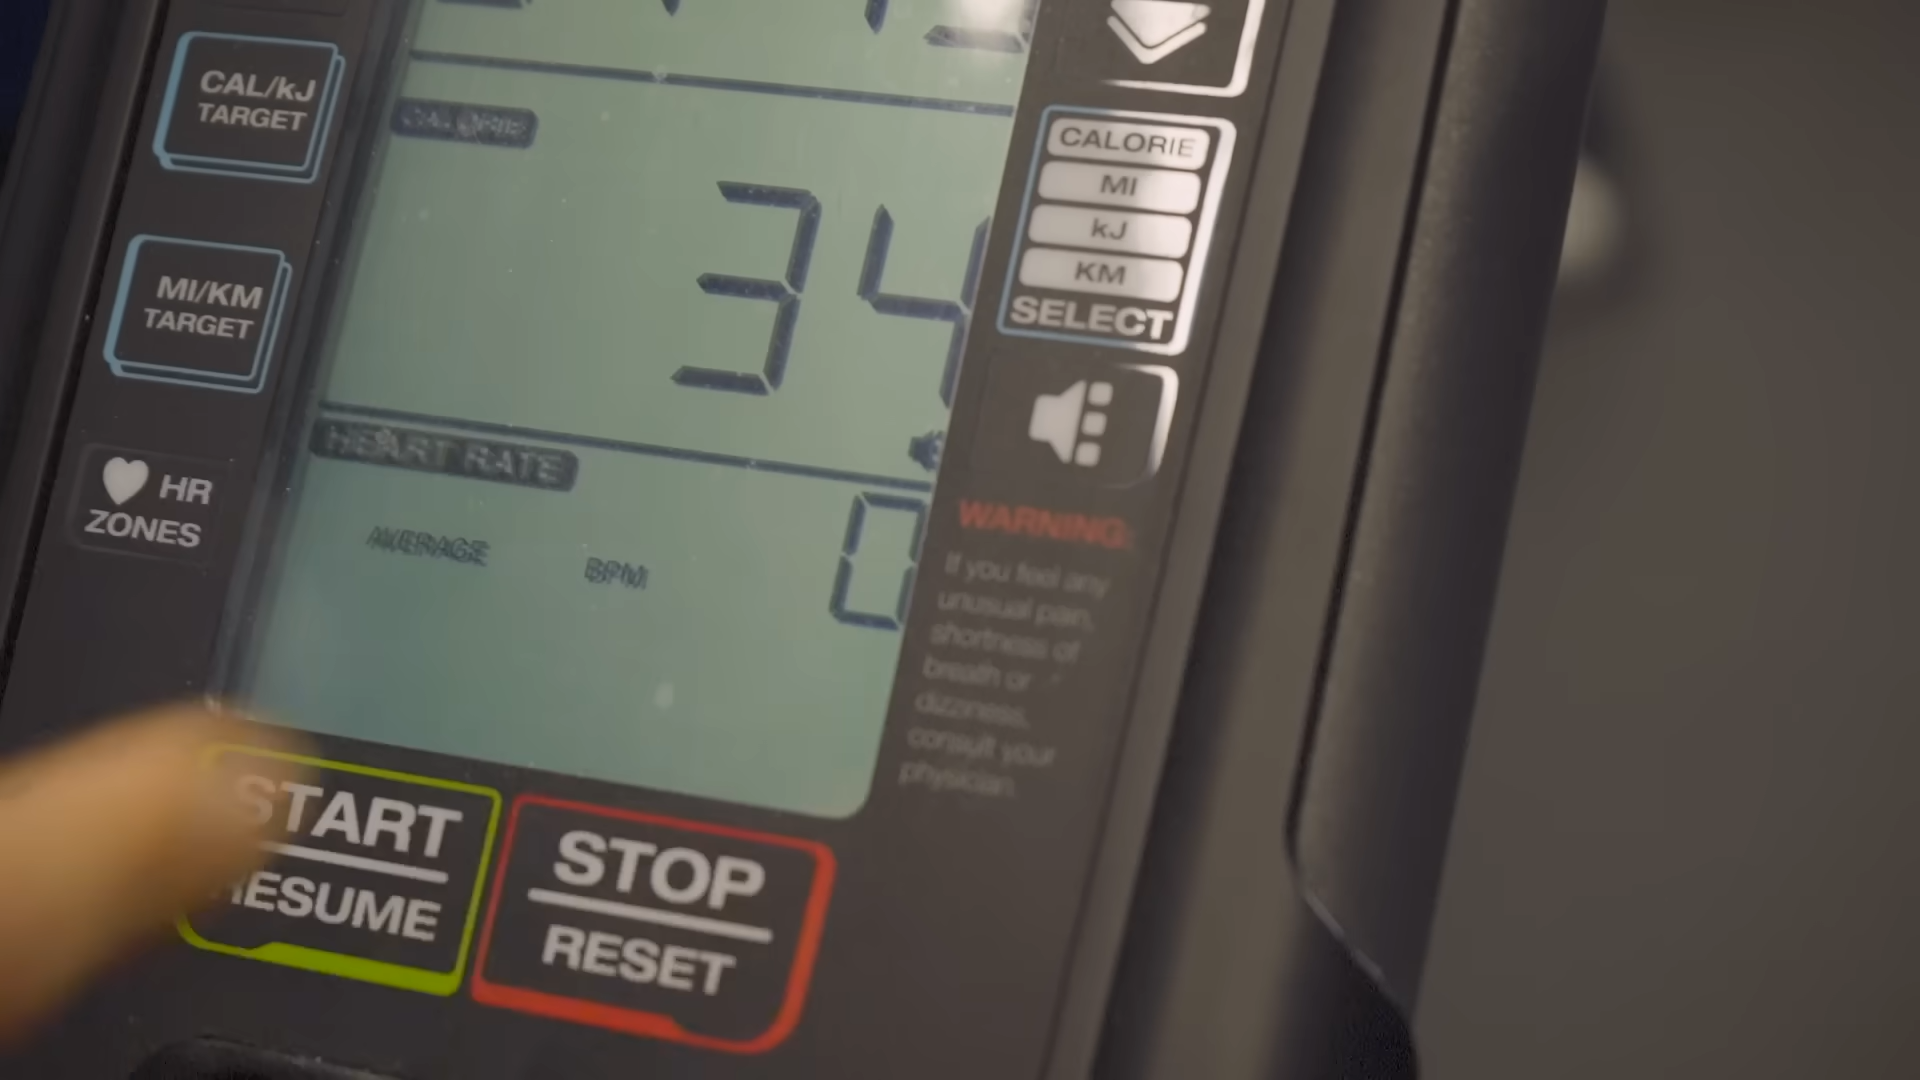 CAL/kJ
TARGET
MI/KM
TARGET
HR
ZONES
CALORIE
34
HEART RATE
AVERAGE
BPM
0
CALORIE
MI
kJ
KM
SELECT
WARNING:
If you feel any
unusual pain,
shortness of
breath or
dizziness,
consult your
physician.
START
RESUME
STOP
RESET